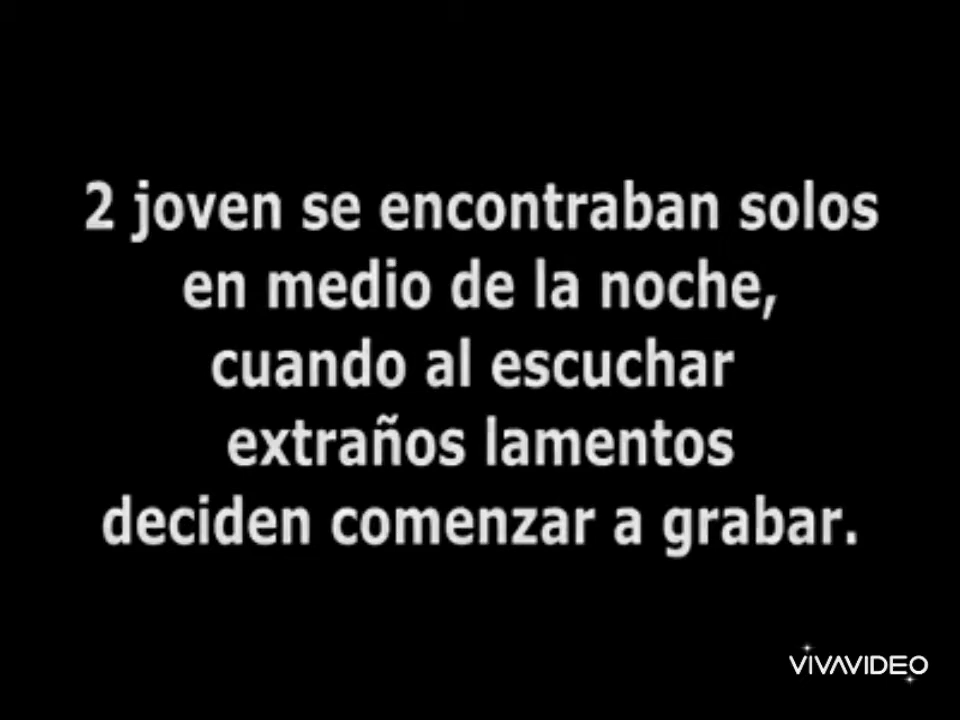 2 joven se encontraban solos
en medio de la noche,
cuando al escuchar
extraños lamentos
deciden comenzar a grabar.
VIVAVIDEO